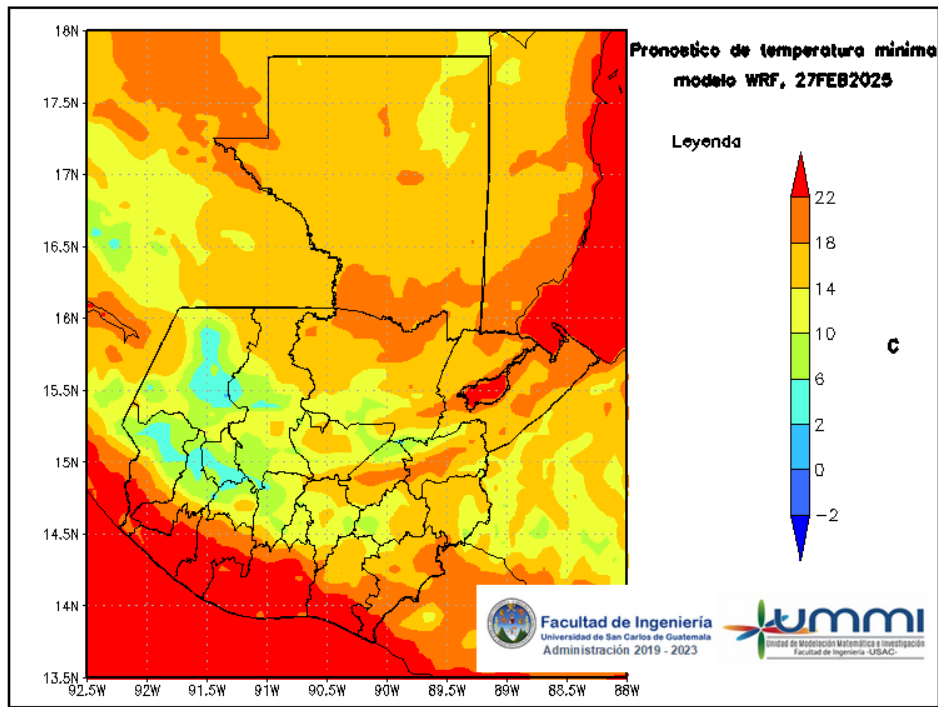 Pronostico de temperatura minima
modelo WRF, 27FEB2025
Leyenda
22
18
14
10
6
2
0
−2
C
18N
17.5N
17N
16.5N
16N
15.5N
15N
14.5N
14N
13.5N
92.5W
92W
91.5W
91W
90.5W
90W
89.5W
89W
88.5W
88W
Facultad de Ingeniería
Universidad de San Carlos de Guatemala
Administración 2019 - 2023
ummi
Unidad de Modelación Matemática e Investigación
Facultad de Ingeniería -USAC-